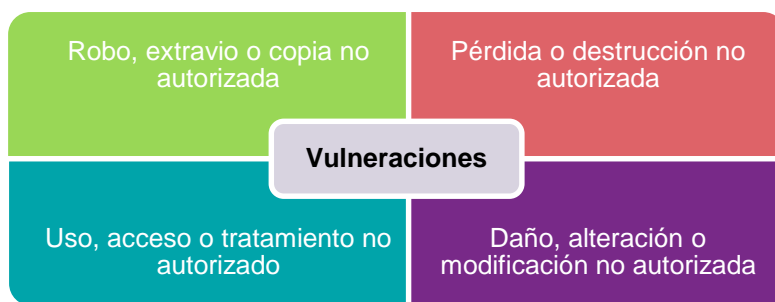 Robo, extravio o copia no
autorizada
Pérdida o destrucción no
autorizada
Vulneraciones
Uso, acceso o tratamiento no
autorizado
Daño, alteración o
modificación no autorizada